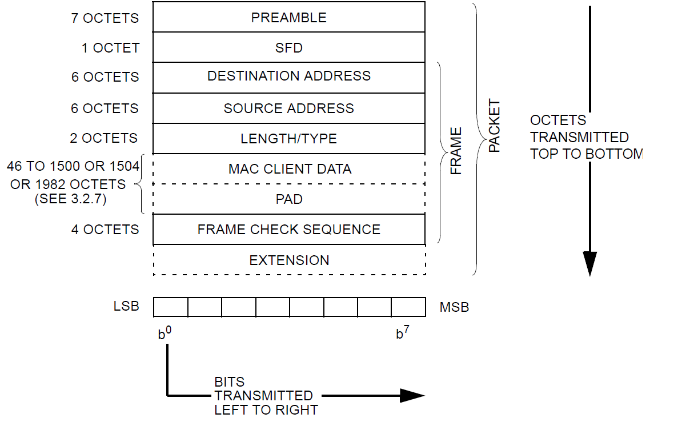 7 OCTETS PREAMBLE
1 OCTET SFD
6 OCTETS DESTINATION ADDRESS
6 OCTETS SOURCE ADDRESS
2 OCTETS LENGTH/TYPE
46 TO 1500 OR 1504
OR 1982 OCTETS
(SEE 3.2.7)
MAC CLIENT DATA
PAD
4 OCTETS FRAME CHECK SEQUENCE
EXTENSION
FRAME
PACKET
OCTETS
TRANSMITTED
TOP TO BOTTOM
LSB MSB
b0 b7
BITS
TRANSMITTED
LEFT TO RIGHT